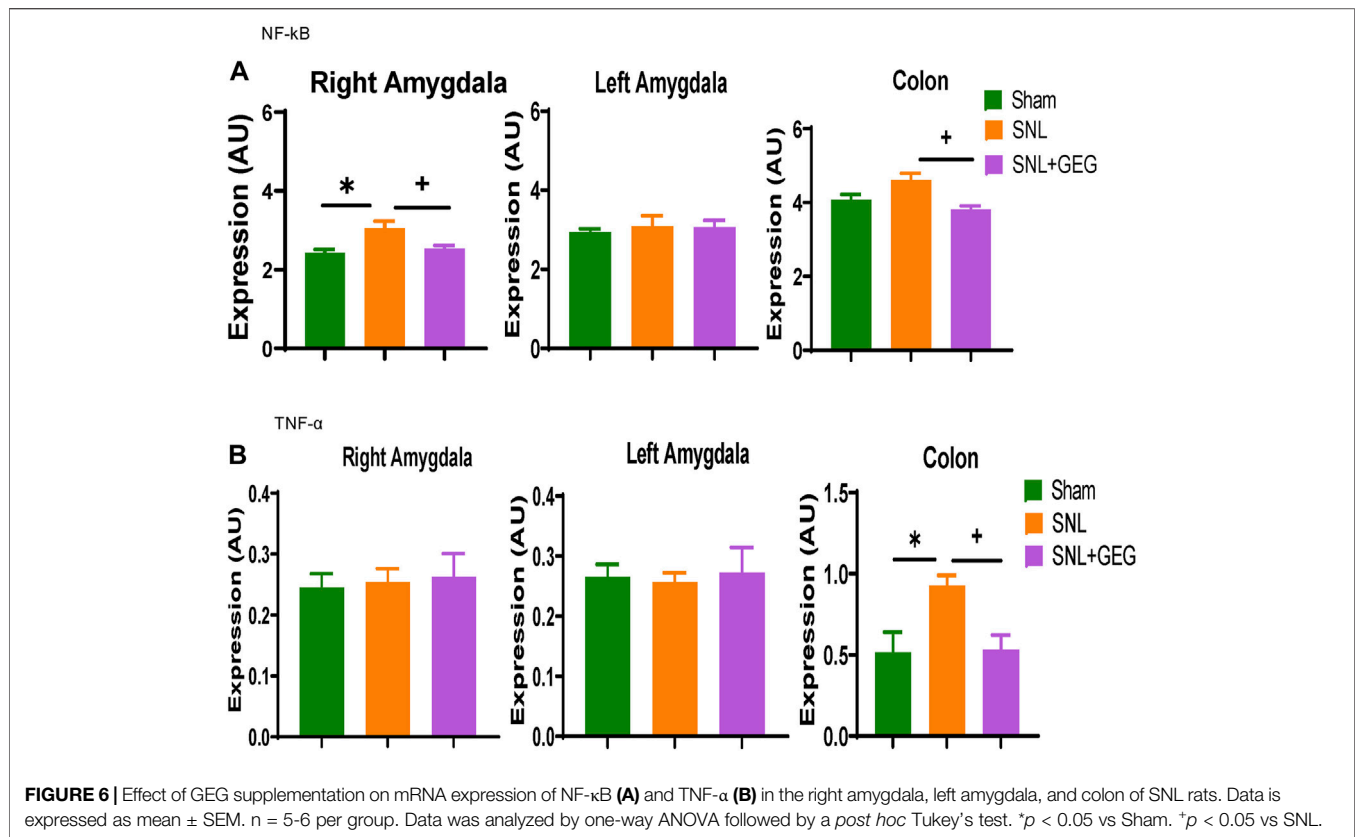 NF-kB
A
Right Amygdala
Left Amygdala
Colon
Sham
SNL
SNL+GEG
Expression (AU)
6
4
2
0
*
+
Expression (AU)
6
4
2
0
Expression (AU)
6
4
2
0
+
TNF-α
B
Right Amygdala
Left Amygdala
Colon
Sham
SNL
SNL+GEG
Expression (AU)
0.4
0.3
0.2
0.1
0.0
Expression (AU)
0.4
0.3
0.2
0.1
0.0
Expression (AU)
1.5
1.0
0.5
0.0
*
+
FIGURE 6 | Effect of GEG supplementation on mRNA expression of NF-κB (A) and TNF-α (B) in the right amygdala, left amygdala, and colon of SNL rats. Data is
expressed as mean ± SEM. n = 5-6 per group. Data was analyzed by one-way ANOVA followed by a post hoc Tukey's test. *p < 0.05 vs Sham. +p < 0.05 vs SNL.